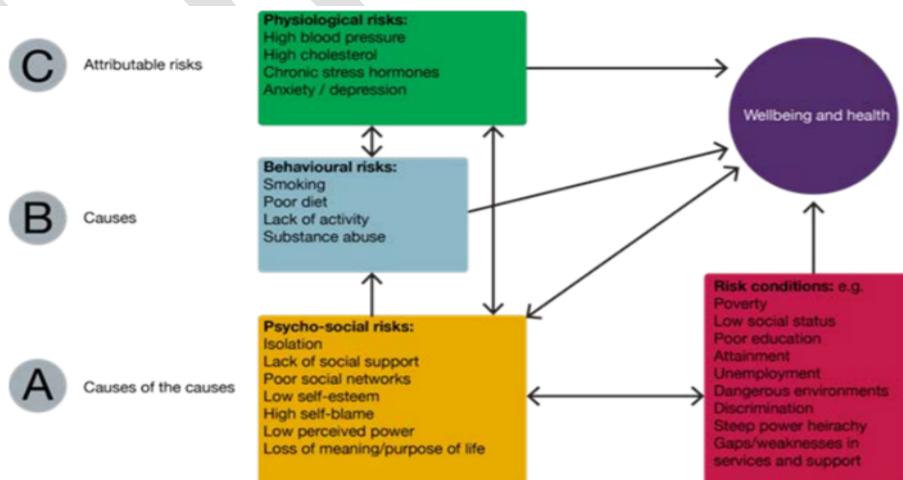 C
Attributable risks
Physiological risks:
High blood pressure
High cholesterol
Chronic stress hormones
Anxiety / depression
Wellbeing and health
B
Causes
Behavioural risks:
Smoking
Poor diet
Lack of activity
Substance abuse
A
Causes of the causes
Psycho-social risks:
Isolation
Lack of social support
Poor social networks
Low self-esteem
High self-blame
Low perceived power
Loss of meaning/purpose of life
Risk conditions: e.g.
Poverty
Low social status
Poor education
Attainment
Unemployment
Dangerous environments
Discrimination
Steep power heirachy
Gaps/weaknesses in
services and support